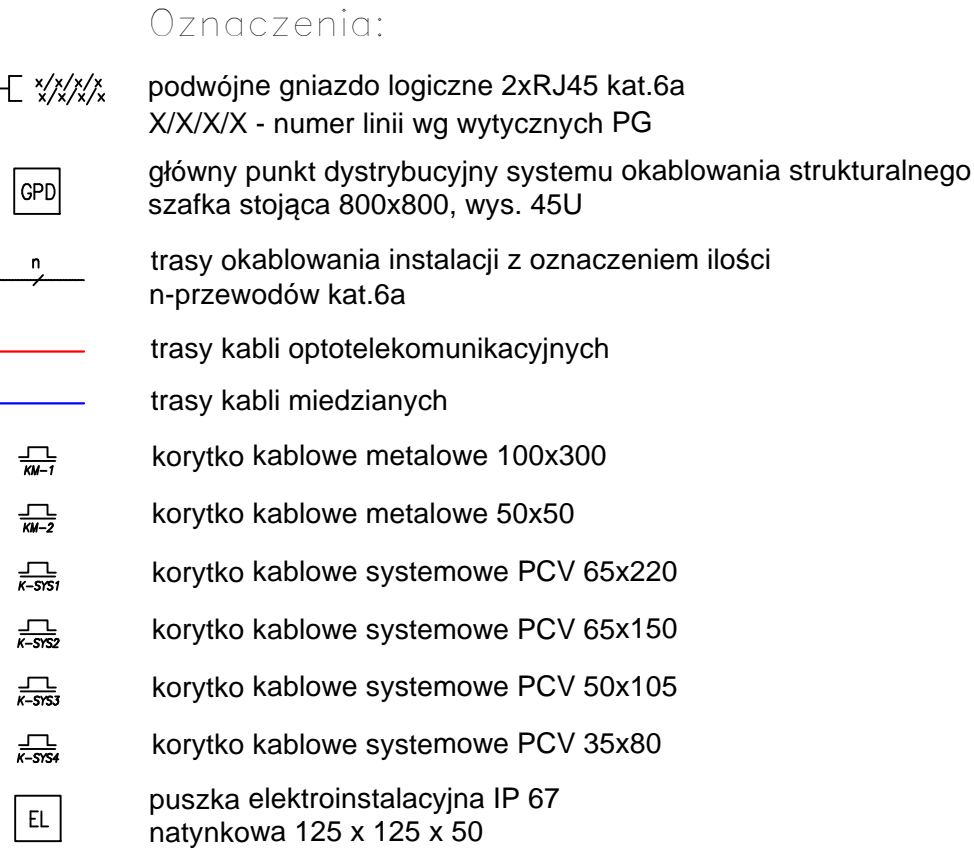 Oznaczenia:
x/x/x/x podwójne gniazdo logiczne 2xRJ45 kat.6a
x/x/x/x X/X/X/X - numer linii wg wytycznych PG
GPD główny punkt dystrybucyjny systemu okablowania strukturalnego
szafka stojąca 800x800, wys. 45U
n trasy okablowania instalacji z oznaczeniem ilości
n-przewodów kat.6a
trasy kabli optotelekomunikacyjnych
trasy kabli miedzianych
KM-1 korytko kablowe metalowe 100x300
KM-2 korytko kablowe metalowe 50x50
K-SYS1 korytko kablowe systemowe PCV 65x220
K-SYS2 korytko kablowe systemowe PCV 65x150
K-SYS3 korytko kablowe systemowe PCV 50x105
K-SYS4 korytko kablowe systemowe PCV 35x80
EL puszka elektroinstalacyjna IP 67
natynkowa 125 x 125 x 50